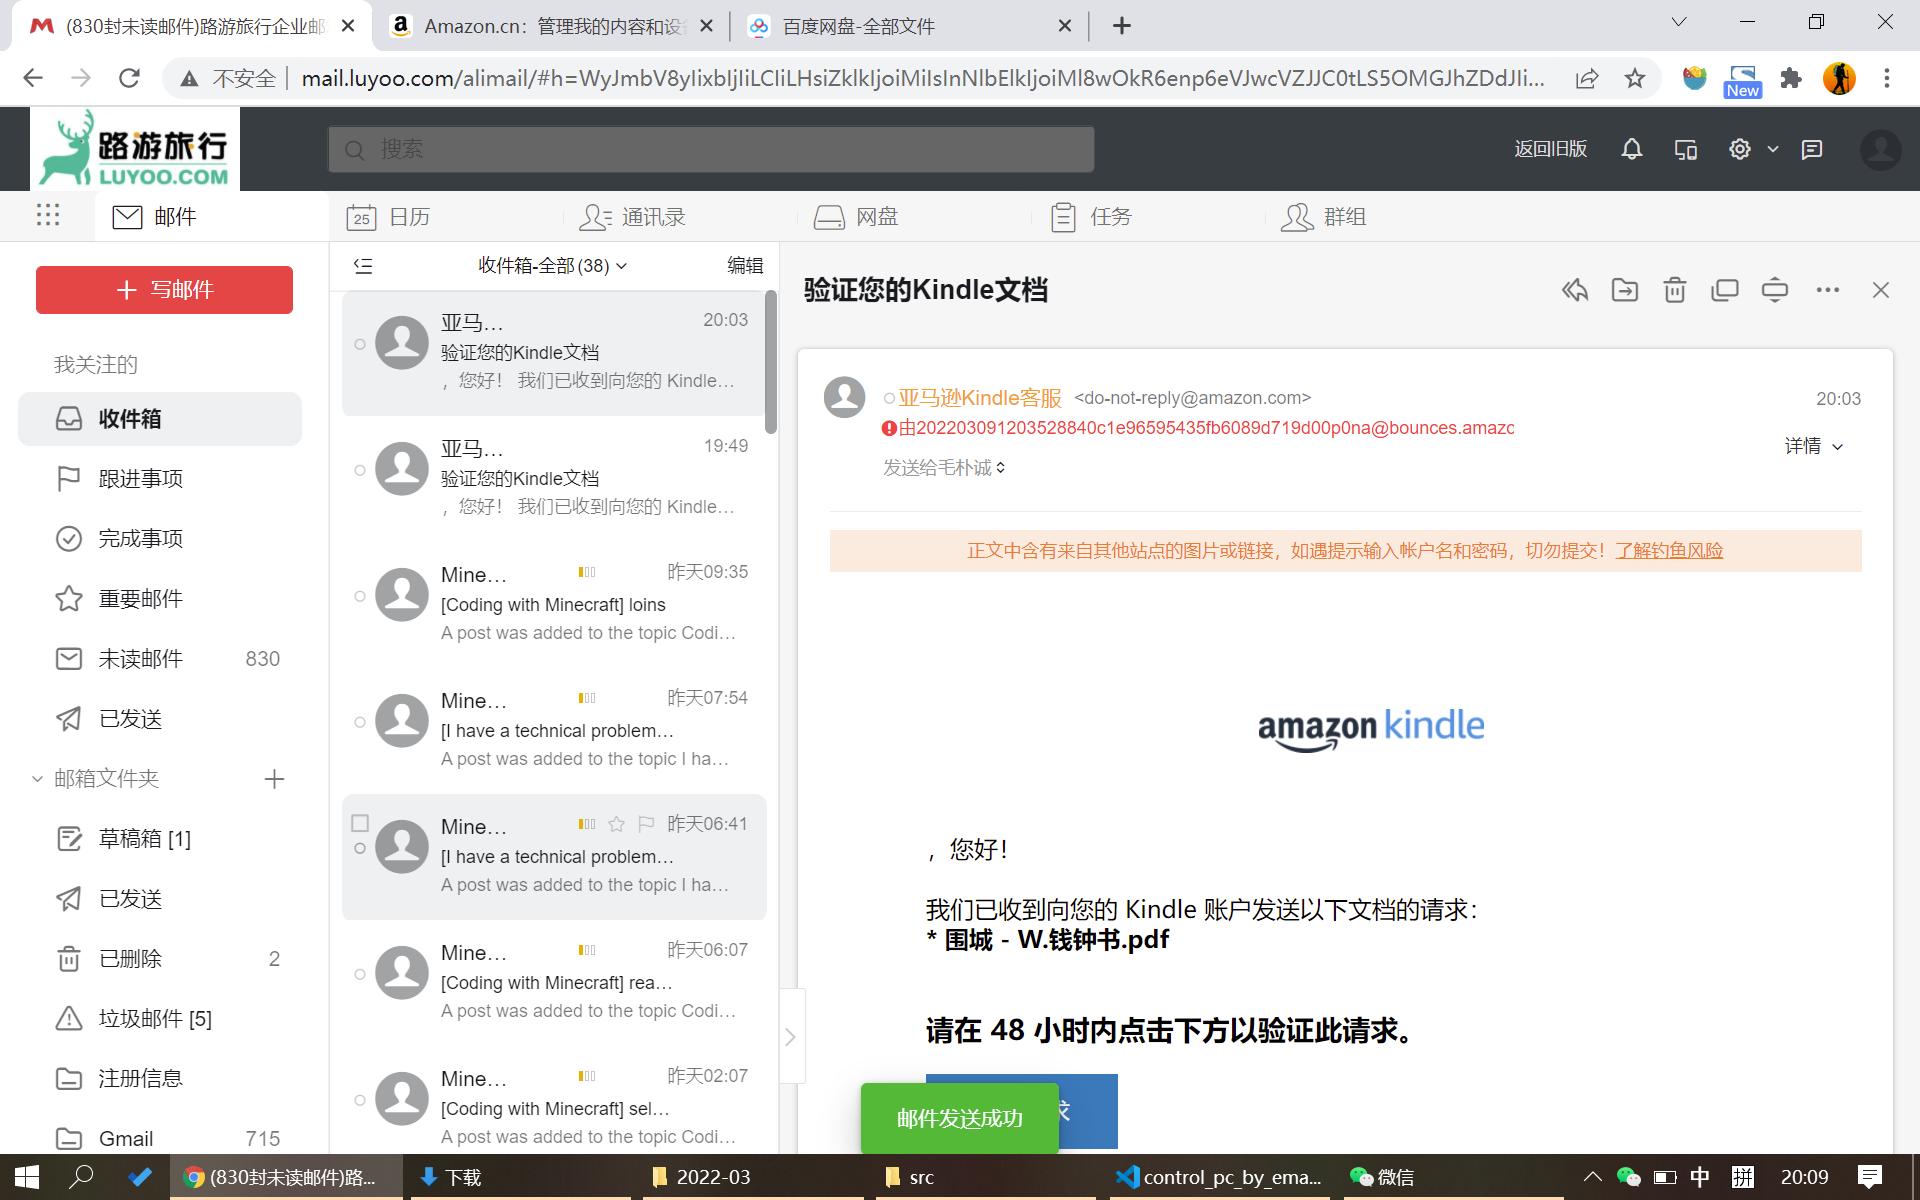 (830封未读邮件)路游旅行企业邮
Amazon.cn：管理我的内容和设
百度网盘-全部文件
不安全
mail.luyoo.com/alimail/#h=WyJmbV8yIixbIjIiLCIiLHsiZklkIjoiMiIsInNlbElkIjoiMl8wOkR6enp6eVJwcVZJJC0tLS5OMGJhZDdJIi...
New
路游旅行
LUYOO.COM
搜索
返回旧版
邮件
25 日历
通讯录
网盘
任务
群组
写邮件
我关注的
收件箱
跟进事项
完成事项
重要邮件
未读邮件 830
已发送
邮箱文件夹
草稿箱 [1]
已发送
已删除 2
垃圾邮件 [5]
注册信息
Gmail 715
收件箱-全部 (38)
编辑
亚马... 20:03
验证您的Kindle文档
，您好！ 我们已收到向您的 Kindle...
亚马... 19:49
验证您的Kindle文档
，您好！ 我们已收到向您的 Kindle...
Mine... 昨天09:35
[Coding with Minecraft] loins
A post was added to the topic Codi...
Mine... 昨天07:54
[I have a technical problem...
A post was added to the topic I ha...
Mine... 昨天06:41
[I have a technical problem...
A post was added to the topic I ha...
Mine... 昨天06:07
[Coding with Minecraft] rea...
A post was added to the topic Codi...
Mine... 昨天02:07
[Coding with Minecraft] sel...
A post was added to the topic Codi...
验证您的Kindle文档
亚马逊Kindle客服 <do-not-reply@amazon.com> 20:03
由202203091203528840c1e96595435fb6089d719d00p0na@bounces.amazc
详情
发送给毛朴诚
正文中含有来自其他站点的图片或链接，如遇提示输入帐户名和密码，切勿提交！了解钓鱼风险
amazon kindle
，您好！
我们已收到向您的 Kindle 账户发送以下文档的请求：
* 围城 - W.钱钟书.pdf
请在 48 小时内点击下方以验证此请求。
邮件发送成功
求
(830封未读邮件)路...
下载
2022-03
src
control_pc_by_ema...
微信
中
拼
20:09